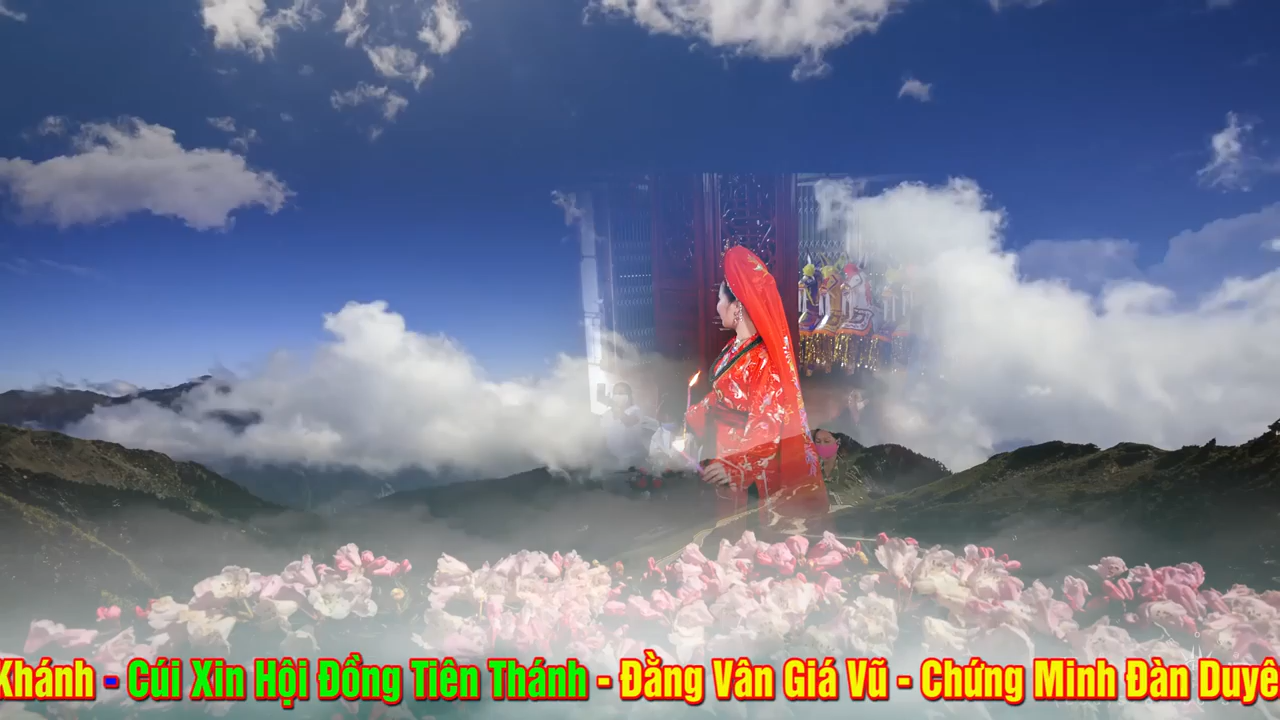 Khánh - Cúi Xin Hội Đồng Tiên Thánh - Đằng Vân Giá Vũ - Chứng Minh Đàn Duyê